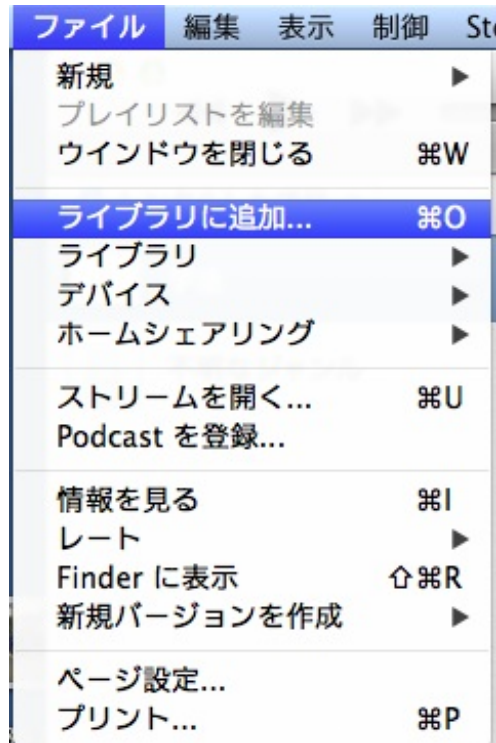 ファイル 編集 表示 制御 Sto
新規 ▶
プレイリストを編集
ウインドウを閉じる ⌘W
ライブラリに追加... ⌘O
ライブラリ ▶
デバイス ▶
ホームシェアリング ▶
ストリームを開く... ⌘U
Podcast を登録...
情報を見る ⌘I
レート ▶
Finder に表示 ⇧⌘R
新規バージョンを作成 ▶
ページ設定...
プリント... ⌘P